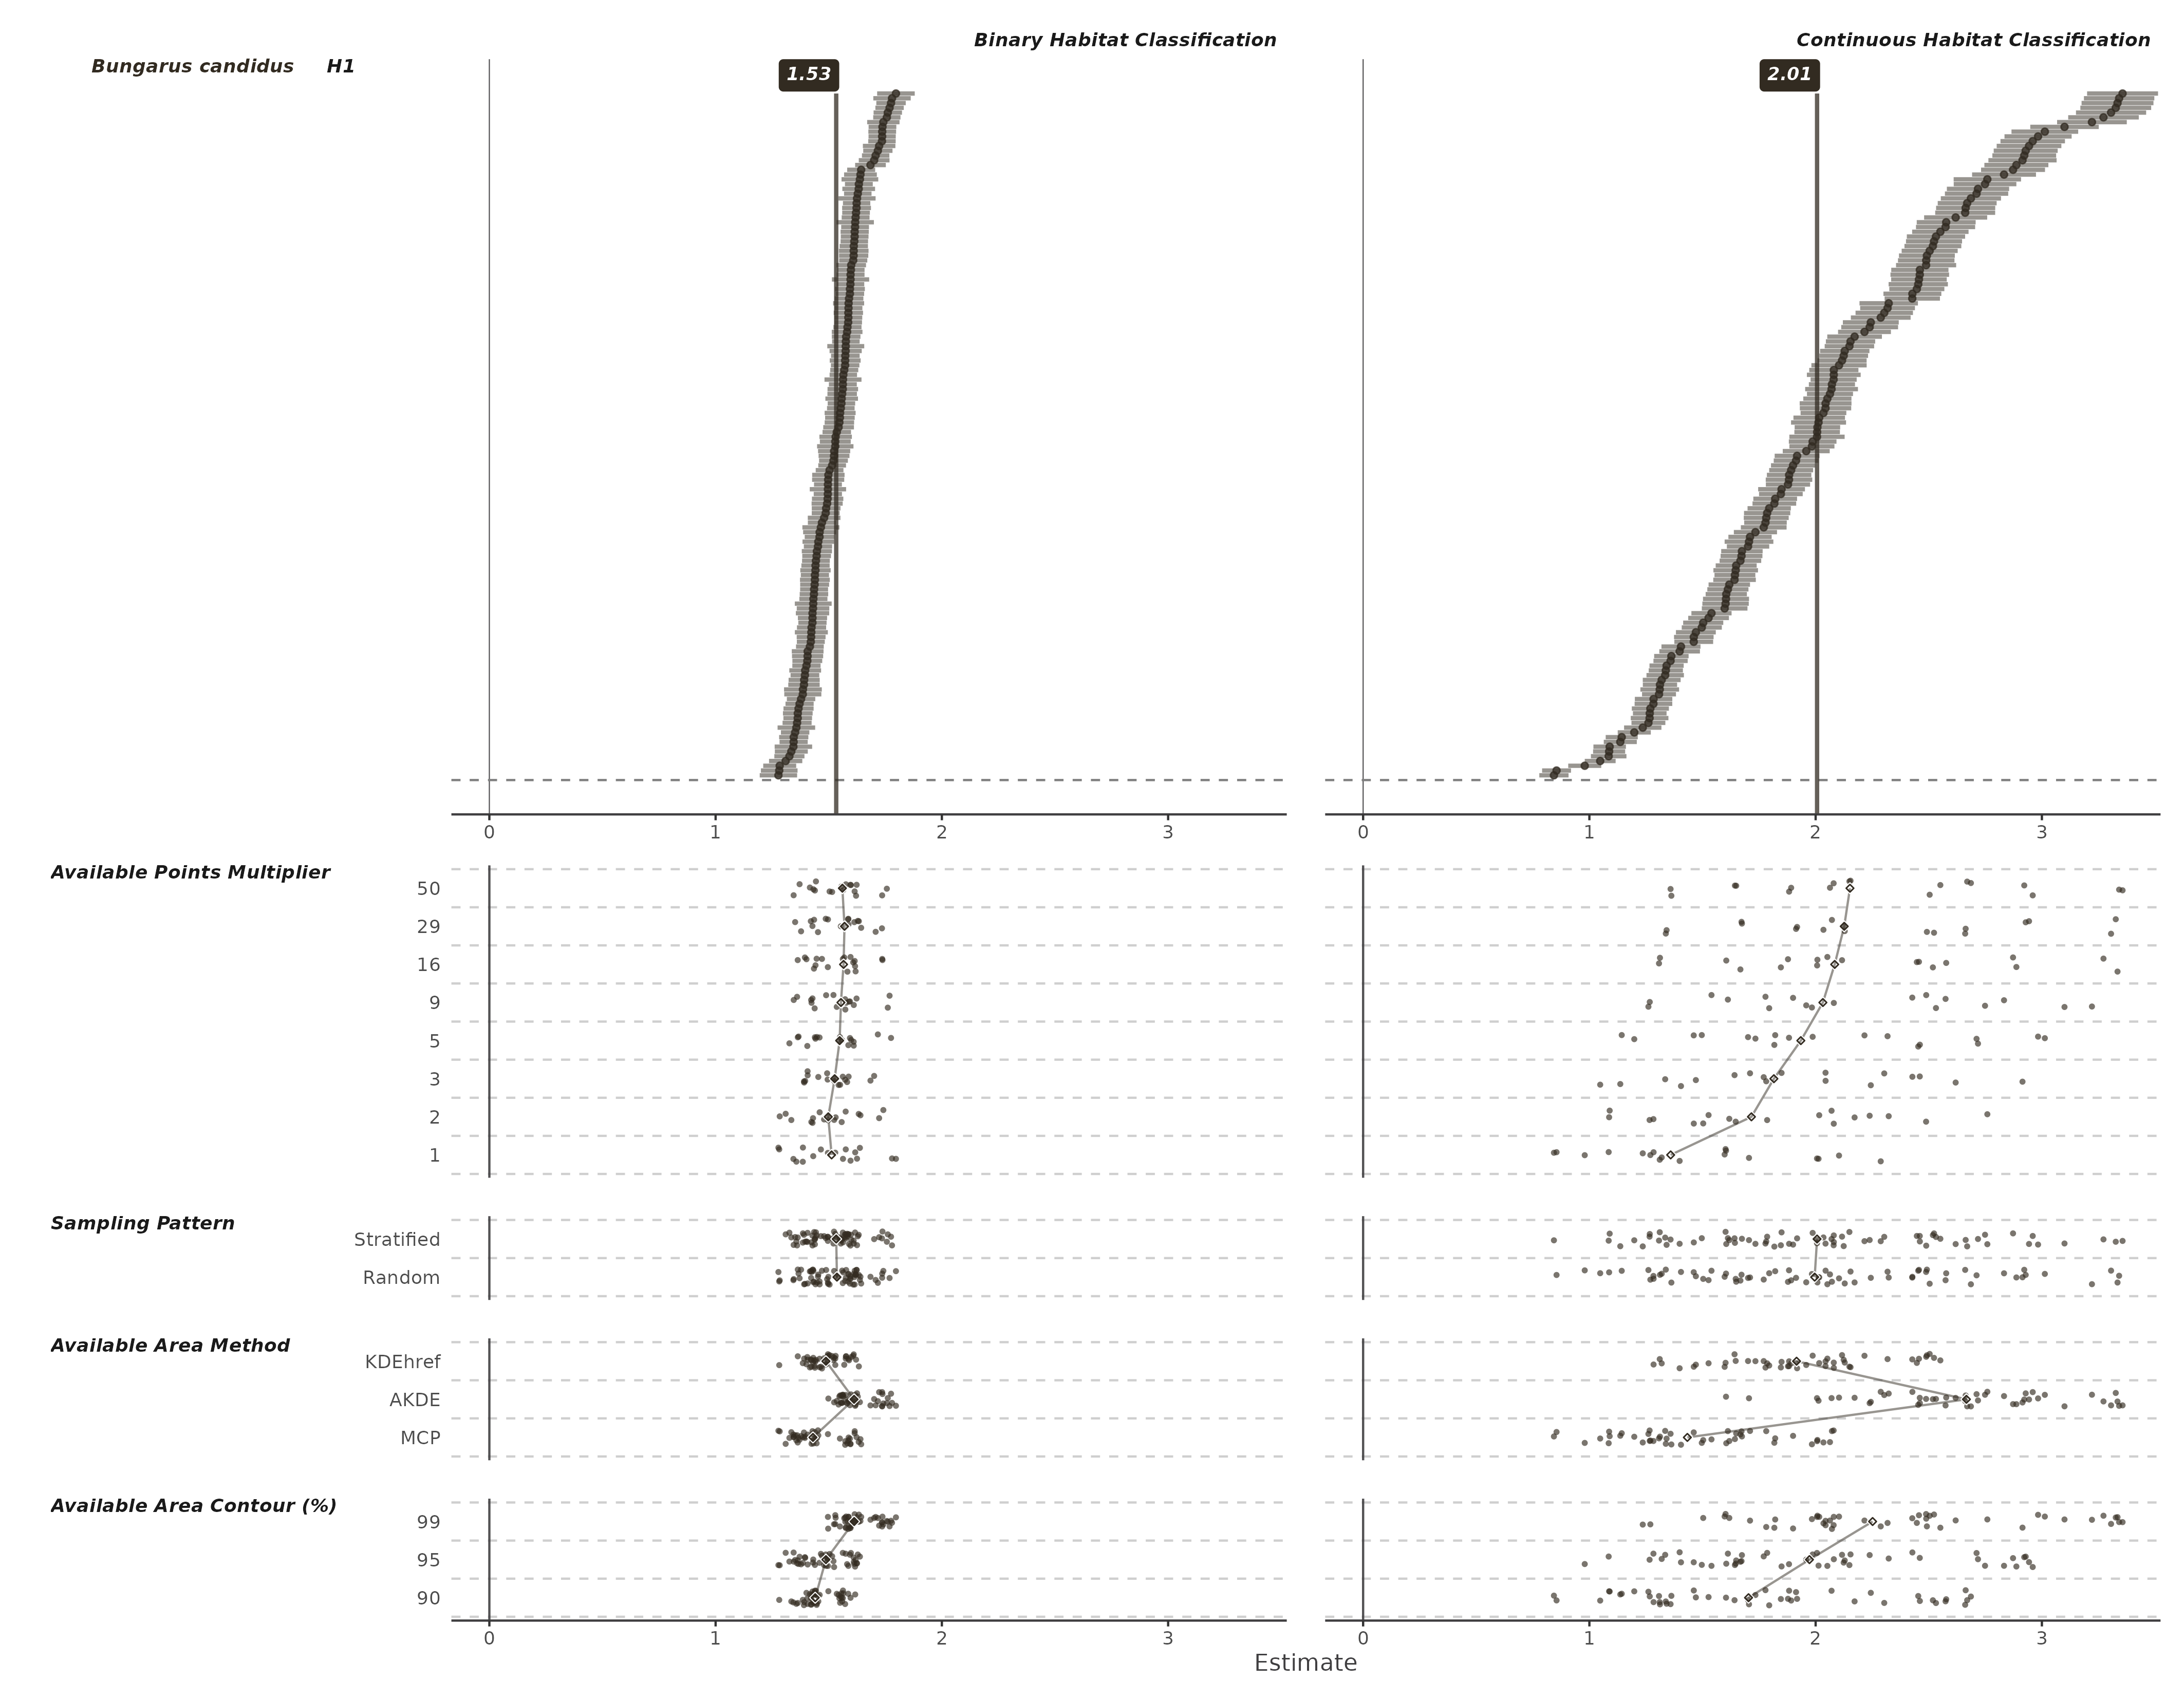 Binary Habitat Classification
Continuous Habitat Classification
Bungarus candidus H1
1.53
2.01
0 1 2 3
0 1 2 3
Available Points Multiplier
50
29
16
9
5
3
2
1
Sampling Pattern
Stratified
Random
Available Area Method
KDEhref
AKDE
MCP
Available Area Contour (%)
99
95
90
0 1 2 3
0 1 2 3
Estimate